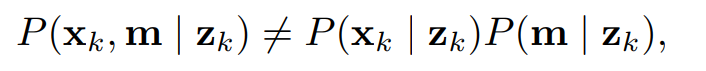 P(𝐱ₖ, 𝐦 | 𝐳ₖ) ≠ P(𝐱ₖ | 𝐳ₖ)P(𝐦 | 𝐳ₖ),